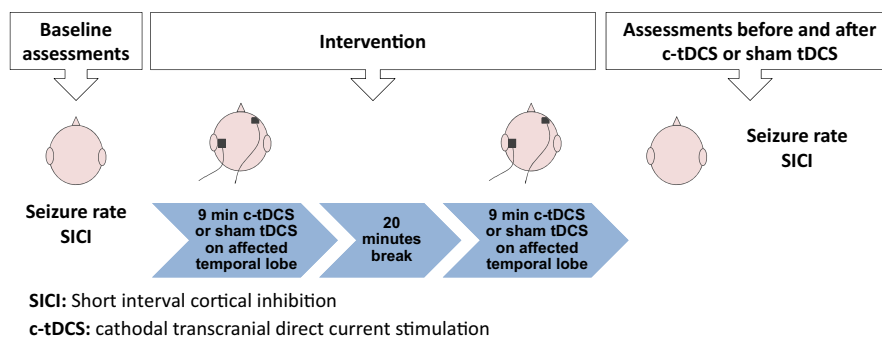 Baseline
assessments
Intervention
Assessments before and after
c-tDCS or sham tDCS
Seizure rate
SICI
Seizure rate
SICI
9 min c-tDCS
or sham tDCS
on affected
temporal lobe
20
minutes
break
9 min c-tDCS
or sham tDCS
on affected
temporal lobe
SICI: Short interval cortical inhibition
c-tDCS: cathodal transcranial direct current stimulation